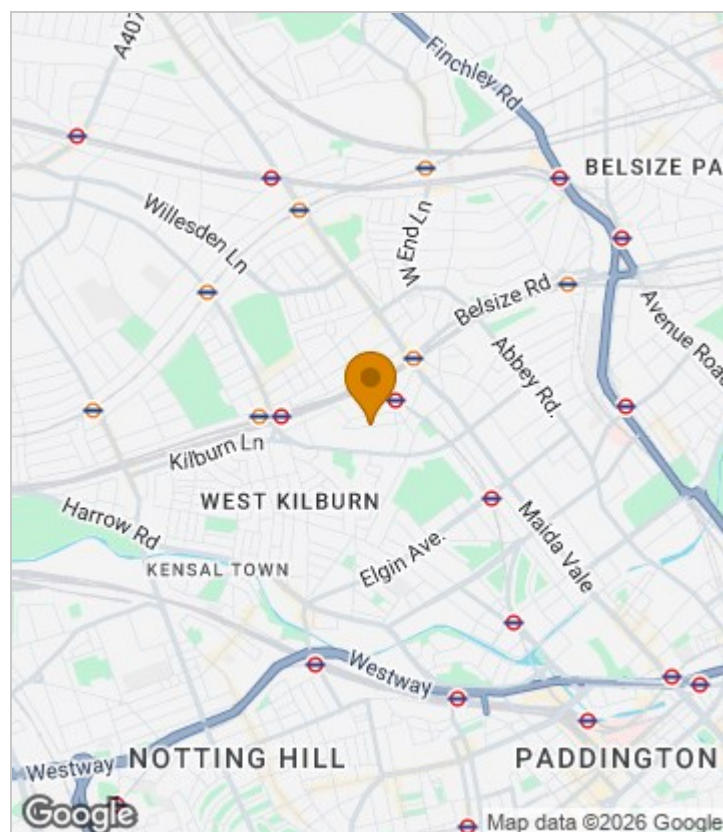 A407
Finchley Rd
BELSIZE PA
Willesden Ln
W End Ln
Belsize Rd
Avenue Road
Abbey Rd.
Kilburn Ln
WEST KILBURN
Harrow Rd
Maida Vale
KENSAL TOWN
Elgin Ave.
Westway
NOTTING HILL
PADDINGTON
Westway
Google
Map data ©2026 Google